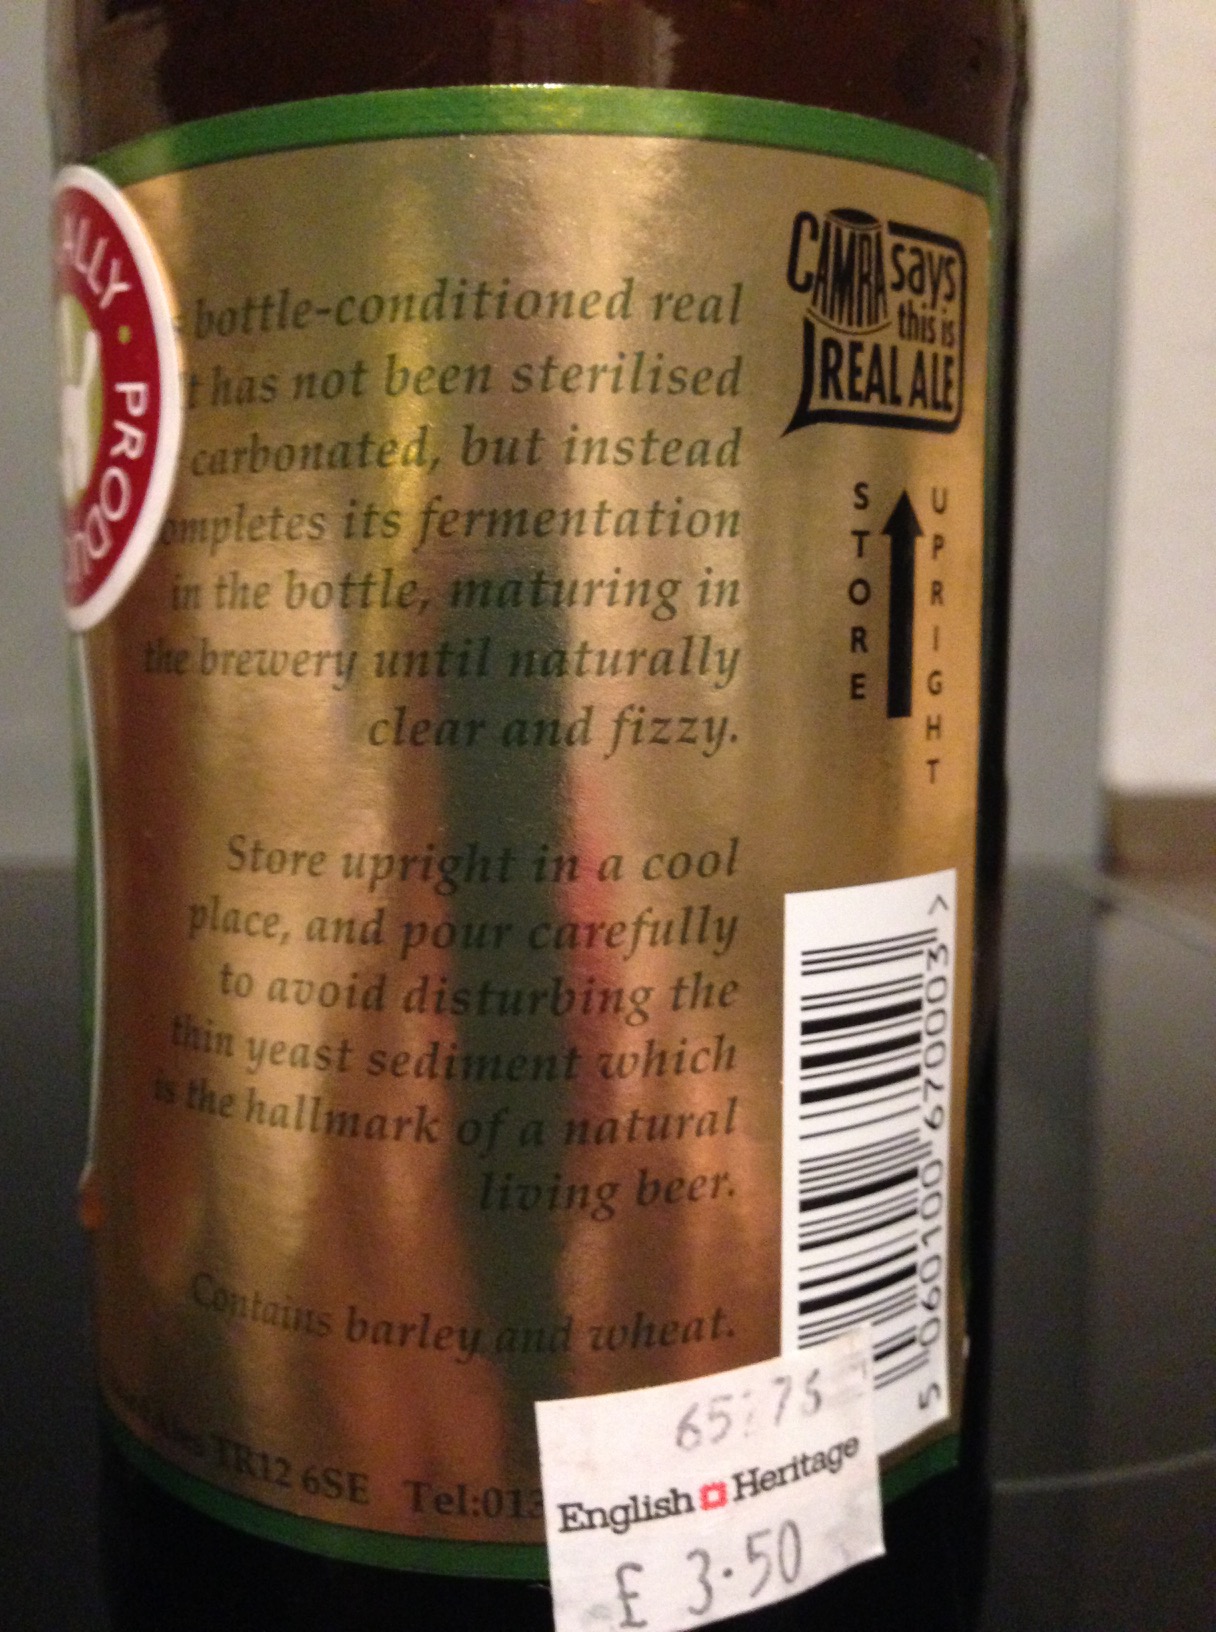 bottle-conditioned real
has not been sterilised
carbonated, but instead
completes its fermentation
in the bottle, maturing in
the brewery until naturally
clear and fizzy.
Store upright in a cool
place, and pour carefully
to avoid disturbing the
thin yeast sediment which
is the hallmark of a natural
living beer.
Contains barley and wheat.
TR12 6SE Tel:013
CAMRA says
this is
REAL ALE
STORE
UPRIGHT
5 060100 670003 >
English Heritage
£ 3.50